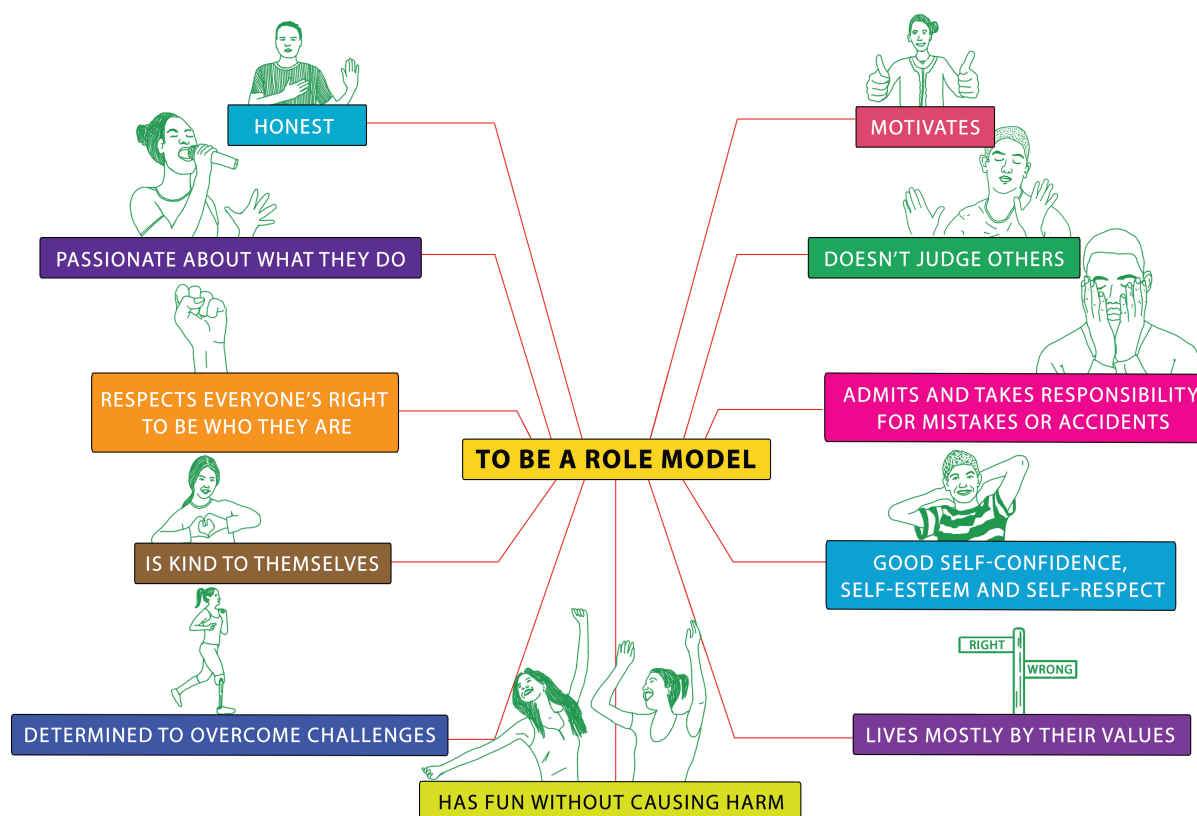 HONEST
MOTIVATES
PASSIONATE ABOUT WHAT THEY DO
DOESN'T JUDGE OTHERS
RESPECTS EVERYONE'S RIGHT
TO BE WHO THEY ARE
ADMITS AND TAKES RESPONSIBILITY
FOR MISTAKES OR ACCIDENTS
TO BE A ROLE MODEL
IS KIND TO THEMSELVES
GOOD SELF-CONFIDENCE,
SELF-ESTEEM AND SELF-RESPECT
RIGHT
WRONG
DETERMINED TO OVERCOME CHALLENGES
LIVES MOSTLY BY THEIR VALUES
HAS FUN WITHOUT CAUSING HARM